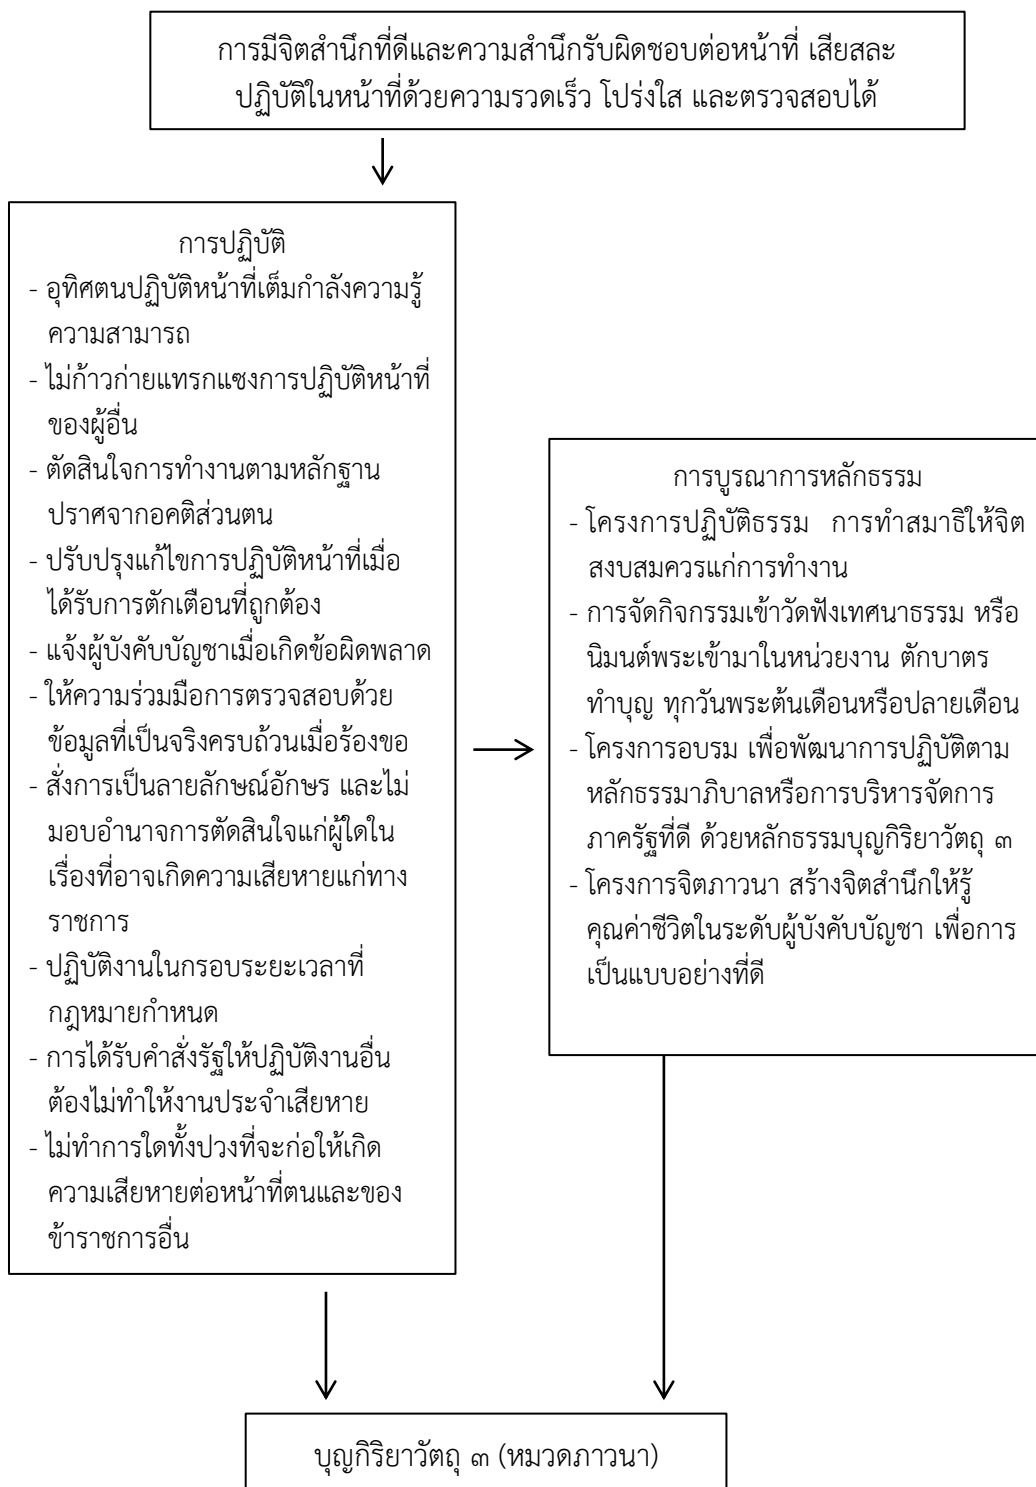 การมีจิตสำนึกที่ดีและความสำนึกรับผิดชอบต่อหน้าที่ เสียสละ
ปฏิบัติในหน้าที่ด้วยความรวดเร็ว โปร่งใส และตรวจสอบได้
การปฏิบัติ
- อุทิศตนปฏิบัติหน้าที่เต็มกำลังความรู้
ความสามารถ
- ไม่ก้าวก่ายแทรกแซงการปฏิบัติหน้าที่
ของผู้อื่น
- ตัดสินใจการทำงานตามหลักฐาน
ปราศจากอคติส่วนตน
- ปรับปรุงแก้ไขการปฏิบัติหน้าที่เมื่อ
ได้รับการตักเตือนที่ถูกต้อง
- แจ้งผู้บังคับบัญชาเมื่อเกิดข้อผิดพลาด
- ให้ความร่วมมือการตรวจสอบด้วย
ข้อมูลที่เป็นจริงครบถ้วนเมื่อร้องขอ
- สั่งการเป็นลายลักษณ์อักษร และไม่
มอบอำนาจการตัดสินใจแก่ผู้ใดใน
เรื่องที่อาจเกิดความเสียหายแก่ทาง
ราชการ
- ปฏิบัติงานในกรอบระยะเวลาที่
กฎหมายกำหนด
- การได้รับคำสั่งรัฐให้ปฏิบัติงานอื่น
ต้องไม่ทำให้งานประจำเสียหาย
- ไม่ทำการใดทั้งปวงที่จะก่อให้เกิด
ความเสียหายต่อหน้าที่ตนและของ
ข้าราชการอื่น
การบูรณาการหลักธรรม
- โครงการปฏิบัติธรรม การทำสมาธิให้จิต
สงบสมควรแก่การทำงาน
- การจัดกิจกรรมเข้าวัดฟังเทศนาธรรม หรือ
นิมนต์พระเข้ามาในหน่วยงาน ตักบาตร
ทำบุญ ทุกวันพระต้นเดือนหรือปลายเดือน
- โครงการอบรม เพื่อพัฒนาการปฏิบัติตาม
หลักธรรมาภิบาลหรือการบริหารจัดการ
ภาครัฐที่ดี ด้วยหลักธรรมบุญกิริยาวัตถุ ๓
- โครงการจิตภาวนา สร้างจิตสำนึกให้รู้
คุณค่าชีวิตในระดับผู้บังคับบัญชา เพื่อการ
เป็นแบบอย่างที่ดี
บุญกิริยาวัตถุ ๓ (หมวดภาวนา)